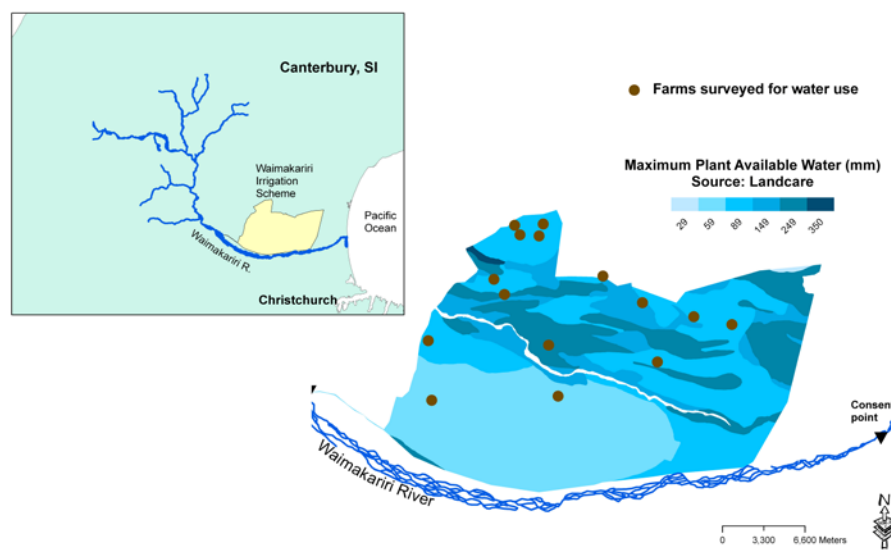 Canterbury, SI
Waimakariri
Irrigation
Scheme
Pacific
Ocean
Waimakariri R.
Christchurch
Farms surveyed for water use
Maximum Plant Available Water (mm)
Source: Landcare
29 59 89 149 249 350
Consen
point
Waimakariri River
N
0 3,300 6,600 Meters